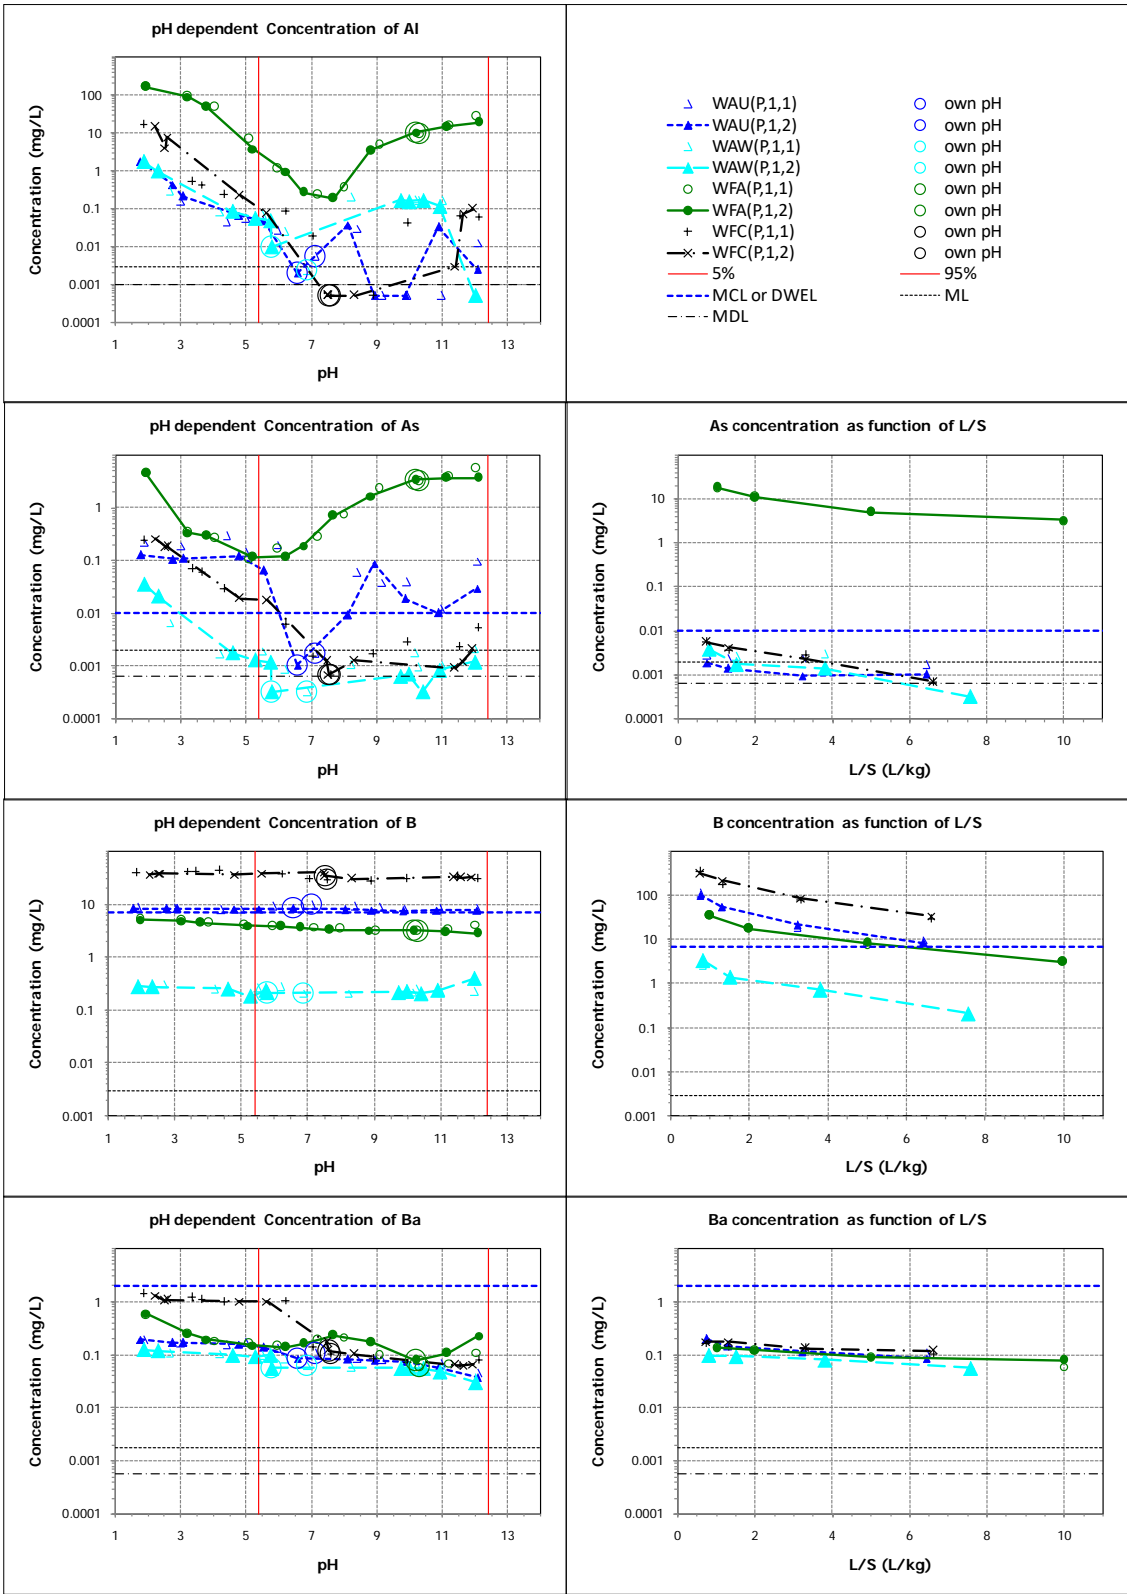 pH dependent Concentration of Al
Concentration (mg/L)
100
10
1
0.1
0.01
0.001
0.0001
1 3 5 7 9 11 13
pH
WAU(P,1,1) own pH
WAU(P,1,2) own pH
WAW(P,1,1) own pH
WAW(P,1,2) own pH
WFA(P,1,1) own pH
WFA(P,1,2) own pH
WFC(P,1,1) own pH
WFC(P,1,2) own pH
5% 95%
MCL or DWEL ML
MDL
pH dependent Concentration of As
Concentration (mg/L)
1
0.1
0.01
0.001
0.0001
1 3 5 7 9 11 13
pH
As concentration as function of L/S
Concentration (mg/L)
10
1
0.1
0.01
0.001
0.0001
0 2 4 6 8 10
L/S (L/kg)
pH dependent Concentration of B
Concentration (mg/L)
10
1
0.1
0.01
0.001
1 3 5 7 9 11 13
pH
B concentration as function of L/S
Concentration (mg/L)
100
10
1
0.1
0.01
0.001
0 2 4 6 8 10
L/S (L/kg)
pH dependent Concentration of Ba
Concentration (mg/L)
1
0.1
0.01
0.001
0.0001
1 3 5 7 9 11 13
pH
Ba concentration as function of L/S
Concentration (mg/L)
1
0.1
0.01
0.001
0.0001
0 2 4 6 8 10
L/S (L/kg)